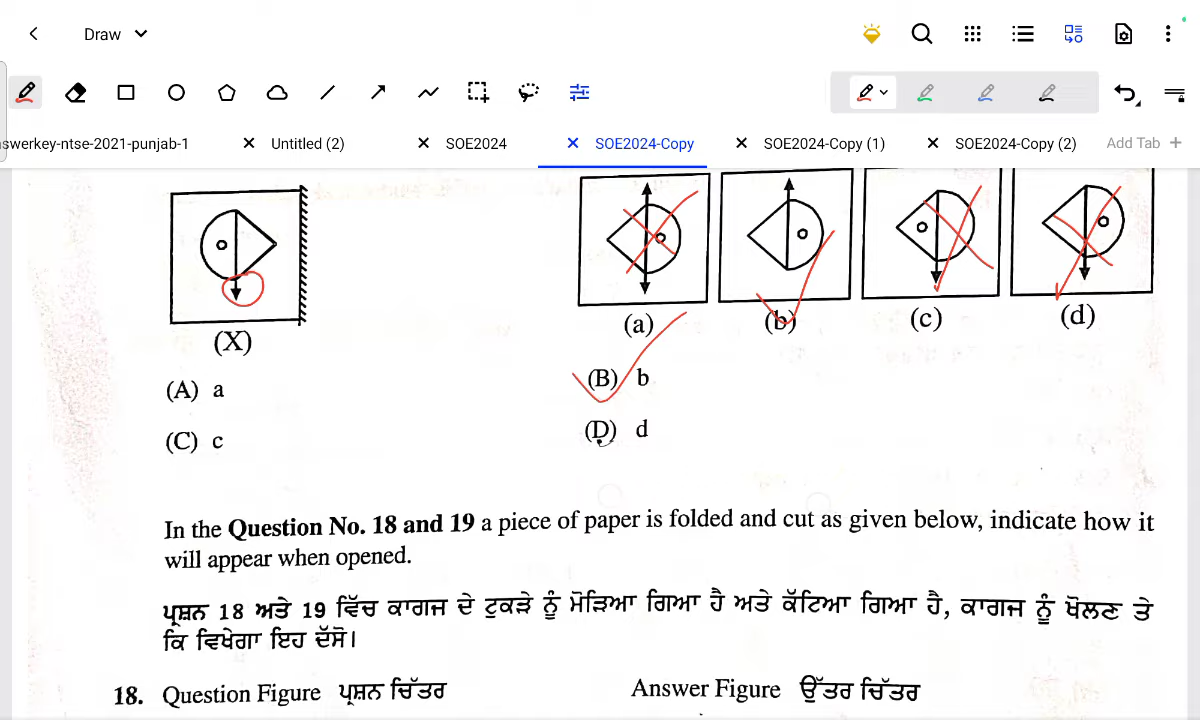 Draw
swerkey-ntse-2021-punjab-1
Untitled (2)
SOE2024
SOE2024-Copy
SOE2024-Copy (1)
SOE2024-Copy (2)
Add Tab +
(X)
(a)
(b)
(c)
(d)
(A) a
(B) b
(C) c
(D) d
In the Question No. 18 and 19 a piece of paper is folded and cut as given below, indicate how it
will appear when opened.
ਪ੍ਰਸ਼ਨ 18 ਅਤੇ 19 ਵਿੱਚ ਕਾਗਜ ਦੇ ਟੁਕੜੇ ਨੂੰ ਮੋੜਿਆ ਗਿਆ ਹੈ ਅਤੇ ਕੱਟਿਆ ਗਿਆ ਹੈ, ਕਾਗਜ ਨੂੰ ਖੋਲਣ ਤੇ
ਕਿ ਵਿਖੇਗਾ ਇਹ ਦੱਸੋ।
18. Question Figure ਪ੍ਰਸ਼ਨ ਚਿੱਤਰ
Answer Figure ਉੱਤਰ ਚਿੱਤਰ